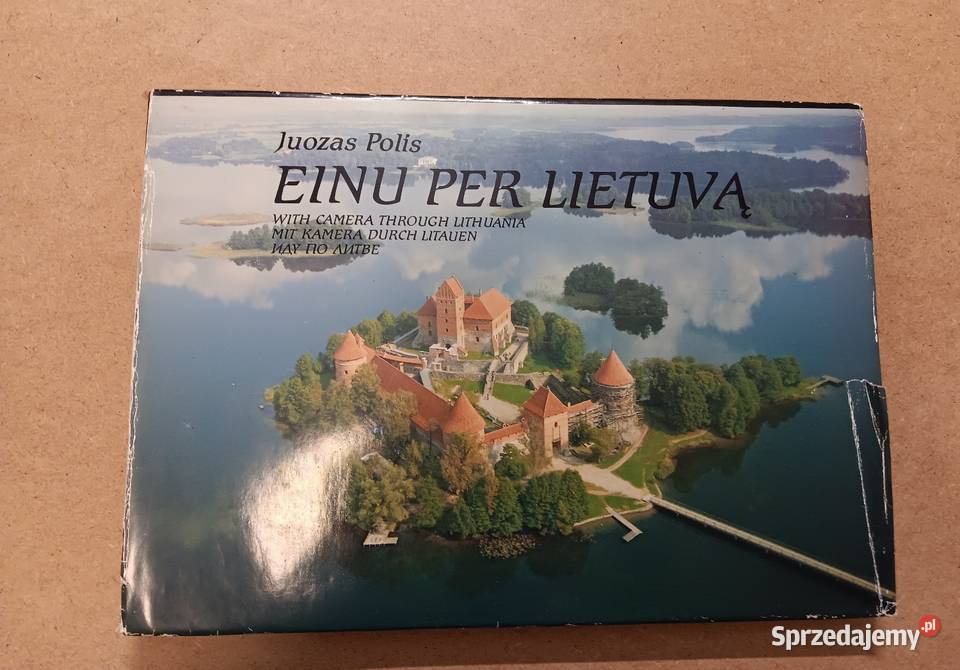 Juozas Polis
EINU PER LIETUVĄ
WITH CAMERA THROUGH LITHUANIA
MIT KAMERA DURCH LITAUEN
ИДУ ПО ЛИТВЕ
Sprzedajemy.pl